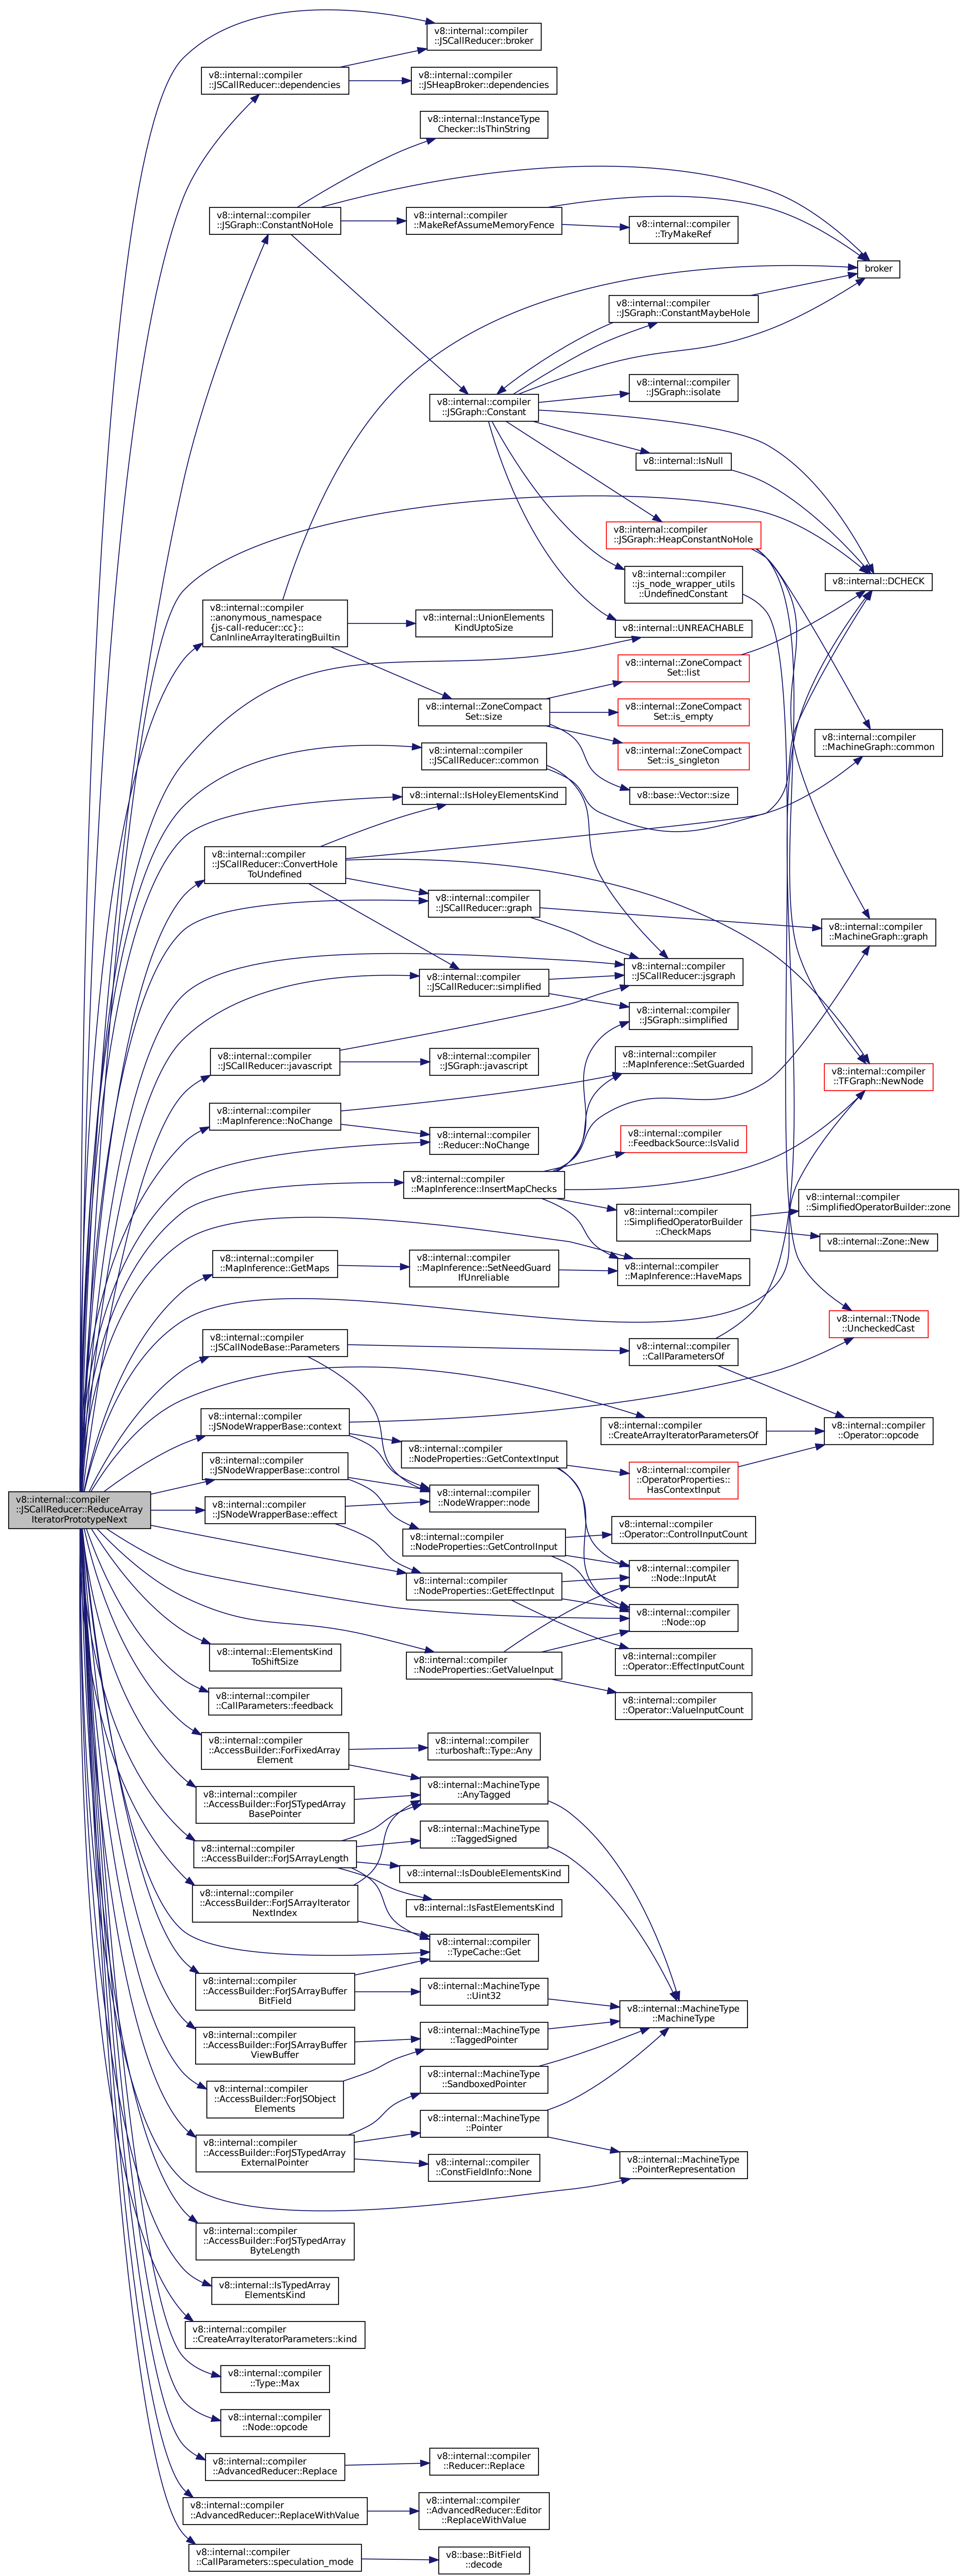 v8::internal::compiler
::JSCallReducer::broker
v8::internal::compiler
::JSCallReducer::dependencies
v8::internal::compiler
::JSHeapBroker::dependencies
v8::internal::InstanceType
Checker::IsThinString
v8::internal::compiler
::JSGraph::ConstantNoHole
v8::internal::compiler
::MakeRefAssumeMemoryFence
v8::internal::compiler
::TryMakeRef
broker
v8::internal::compiler
::JSGraph::ConstantMaybeHole
v8::internal::compiler
::JSGraph::isolate
v8::internal::compiler
::JSGraph::Constant
v8::internal::IsNull
v8::internal::compiler
::JSGraph::HeapConstantNoHole
v8::internal::compiler
::js_node_wrapper_utils
::UndefinedConstant
v8::internal::DCHECK
v8::internal::compiler
::anonymous_namespace
{js-call-reducer::cc}::
CanInlineArrayIteratingBuiltin
v8::internal::UnionElements
KindUptoSize
v8::internal::UNREACHABLE
v8::internal::ZoneCompact
Set::list
v8::internal::ZoneCompact
Set::size
v8::internal::ZoneCompact
Set::is_empty
v8::internal::ZoneCompact
Set::is_singleton
v8::internal::compiler
::MachineGraph::common
v8::internal::compiler
::JSCallReducer::common
v8::internal::IsHoleyElementsKind
v8::base::Vector::size
v8::internal::compiler
::JSCallReducer::ConvertHole
ToUndefined
v8::internal::compiler
::JSCallReducer::graph
v8::internal::compiler
::MachineGraph::graph
v8::internal::compiler
::JSCallReducer::jsgraph
v8::internal::compiler
::JSCallReducer::simplified
v8::internal::compiler
::JSGraph::simplified
v8::internal::compiler
::JSCallReducer::javascript
v8::internal::compiler
::JSGraph::javascript
v8::internal::compiler
::MapInference::SetGuarded
v8::internal::compiler
::TFGraph::NewNode
v8::internal::compiler
::MapInference::NoChange
v8::internal::compiler
::Reducer::NoChange
v8::internal::compiler
::FeedbackSource::IsValid
v8::internal::compiler
::MapInference::InsertMapChecks
v8::internal::compiler
::SimplifiedOperatorBuilder
::CheckMaps
v8::internal::compiler
::SimplifiedOperatorBuilder::zone
v8::internal::Zone::New
v8::internal::compiler
::MapInference::GetMaps
v8::internal::compiler
::MapInference::SetNeedGuard
IfUnreliable
v8::internal::compiler
::MapInference::HaveMaps
v8::internal::TNode
::UncheckedCast
v8::internal::compiler
::JSCallNodeBase::Parameters
v8::internal::compiler
::CallParametersOf
v8::internal::compiler
::JSNodeWrapperBase::context
v8::internal::compiler
::CreateArrayIteratorParametersOf
v8::internal::compiler
::Operator::opcode
v8::internal::compiler
::JSNodeWrapperBase::control
v8::internal::compiler
::NodeProperties::GetContextInput
v8::internal::compiler
::OperatorProperties::
HasContextInput
v8::internal::compiler
::JSCallReducer::ReduceArray
IteratorPrototypeNext
v8::internal::compiler
::JSNodeWrapperBase::effect
v8::internal::compiler
::NodeWrapper::node
v8::internal::compiler
::NodeProperties::GetControlInput
v8::internal::compiler
::Operator::ControlInputCount
v8::internal::compiler
::NodeProperties::GetEffectInput
v8::internal::compiler
::Node::InputAt
v8::internal::compiler
::Node::op
v8::internal::ElementsKind
ToShiftSize
v8::internal::compiler
::NodeProperties::GetValueInput
v8::internal::compiler
::Operator::EffectInputCount
v8::internal::compiler
::CallParameters::feedback
v8::internal::compiler
::Operator::ValueInputCount
v8::internal::compiler
::AccessBuilder::ForFixedArray
Element
v8::internal::compiler
::turboshaft::Type::Any
v8::internal::compiler
::AccessBuilder::ForJSTypedArray
BasePointer
v8::internal::MachineType
::AnyTagged
v8::internal::MachineType
::TaggedSigned
v8::internal::compiler
::AccessBuilder::ForJSArrayLength
v8::internal::IsDoubleElementsKind
v8::internal::compiler
::AccessBuilder::ForJSArrayIterator
NextIndex
v8::internal::IsFastElementsKind
v8::internal::compiler
::TypeCache::Get
v8::internal::compiler
::AccessBuilder::ForJSArrayBuffer
BitField
v8::internal::MachineType
::Uint32
v8::internal::MachineType
::MachineType
v8::internal::compiler
::AccessBuilder::ForJSArrayBuffer
ViewBuffer
v8::internal::MachineType
::TaggedPointer
v8::internal::compiler
::AccessBuilder::ForJSObject
Elements
v8::internal::MachineType
::SandboxedPointer
v8::internal::MachineType
::Pointer
v8::internal::compiler
::AccessBuilder::ForJSTypedArray
ExternalPointer
v8::internal::compiler
::ConstFieldInfo::None
v8::internal::MachineType
::PointerRepresentation
v8::internal::compiler
::AccessBuilder::ForJSTypedArray
ByteLength
v8::internal::IsTypedArray
ElementsKind
v8::internal::compiler
::CreateArrayIteratorParameters::kind
v8::internal::compiler
::Type::Max
v8::internal::compiler
::Node::opcode
v8::internal::compiler
::AdvancedReducer::Replace
v8::internal::compiler
::Reducer::Replace
v8::internal::compiler
::AdvancedReducer::ReplaceWithValue
v8::internal::compiler
::AdvancedReducer::Editor
::ReplaceWithValue
v8::internal::compiler
::CallParameters::speculation_mode
v8::base::BitField
::decode